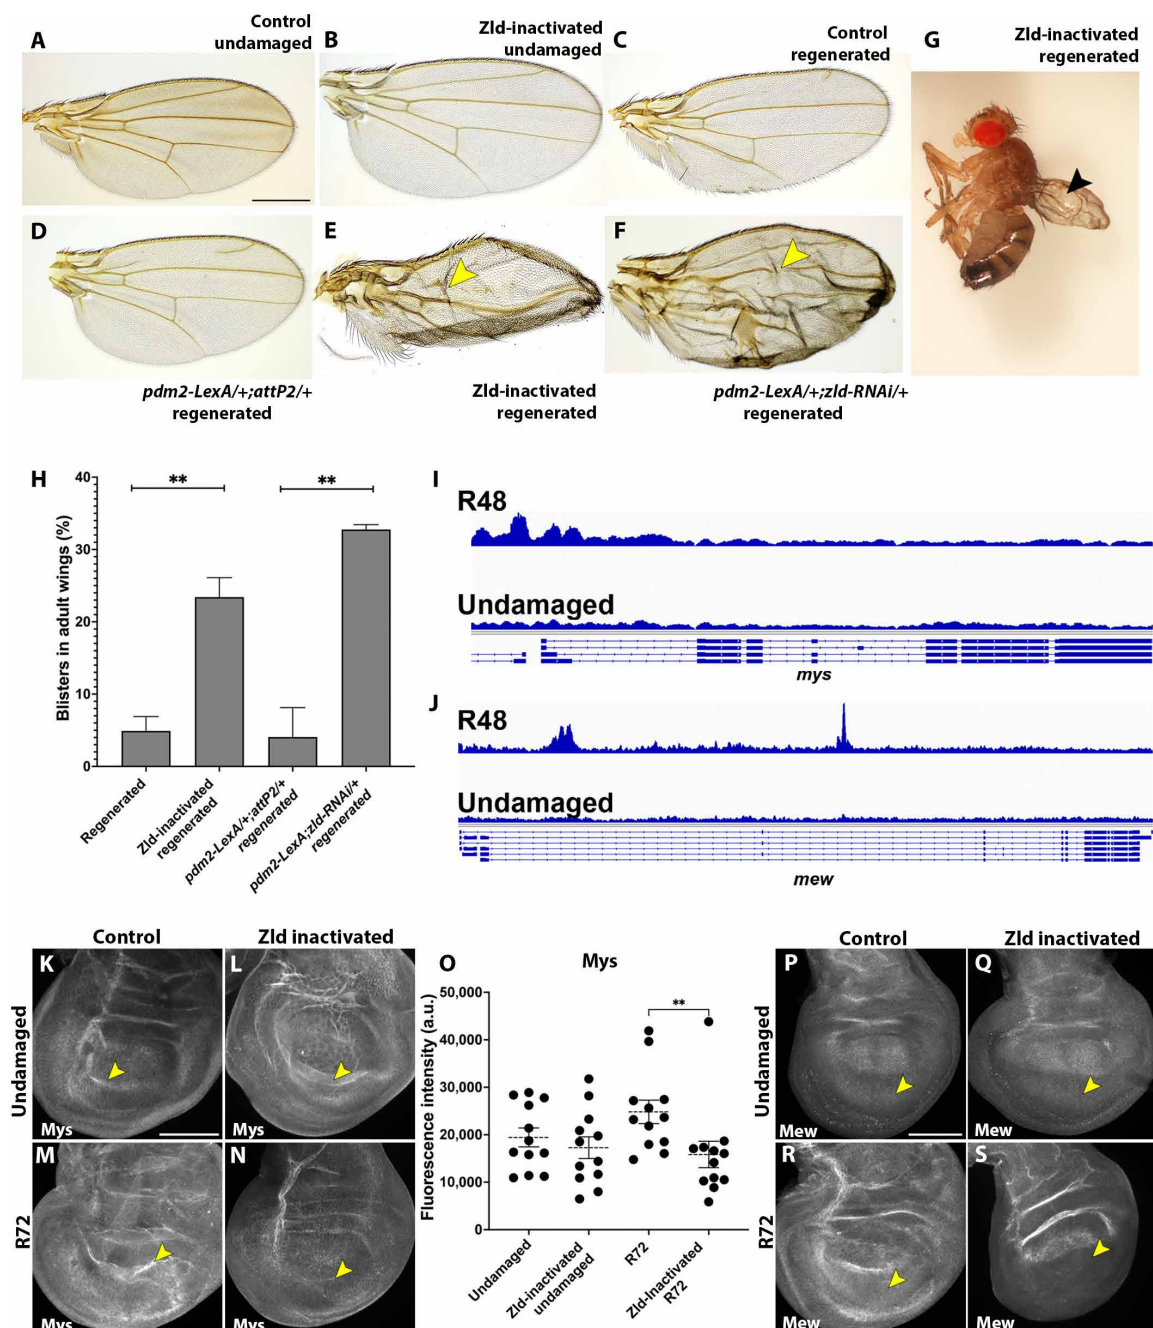 A
Control
undamaged
B
Zld-inactivated
undamaged
C
Control
regenerated
G
Zld-inactivated
regenerated
D
E
F
pdm2-LexA/+;attP2/+
regenerated
Zld-inactivated
regenerated
pdm2-LexA/+;zld-RNAi/+
regenerated
H
Blisters in adult wings (%)
40
30
20
10
0
**
**
Regenerated
Zld-inactivated
regenerated
pdm2-LexA/+;attP2/+
regenerated
pdm2-LexA;zld-RNAi/+
regenerated
I
R48
Undamaged
mys
J
R48
Undamaged
mew
Control
Zld inactivated
Undamaged
K
Mys
L
Mys
R72
M
Mys
N
Mys
O
Mys
Fluorescence intensity (a.u.)
50,000
40,000
30,000
20,000
10,000
0
**
Undamaged
Zld-inactivated
undamaged
R72
Zld-Inactivated
R72
Control
Zld inactivated
Undamaged
P
Mew
Q
Mew
R72
R
Mew
S
Mew